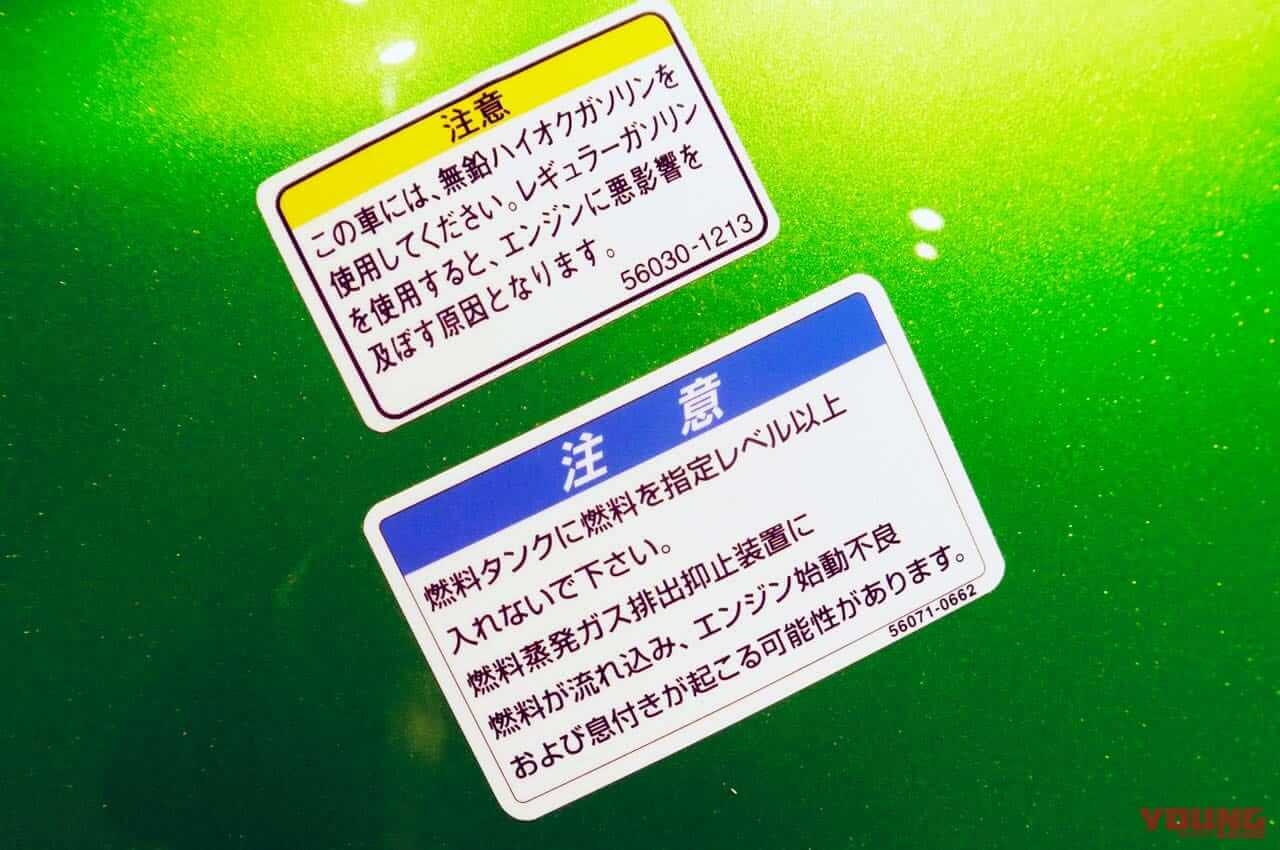 注意
この車には、無鉛ハイオクガソリンを
使用してください。レギュラーガソリン
を使用すると、エンジンに悪影響を
及ぼす原因となります。
56030-1213
注 意
燃料タンクに燃料を指定レベル以上
入れないで下さい。
燃料蒸発ガス排出抑止装置に
燃料が流れ込み、エンジン始動不良
および息付きが起こる可能性があります。
56071-0662
YOUNG